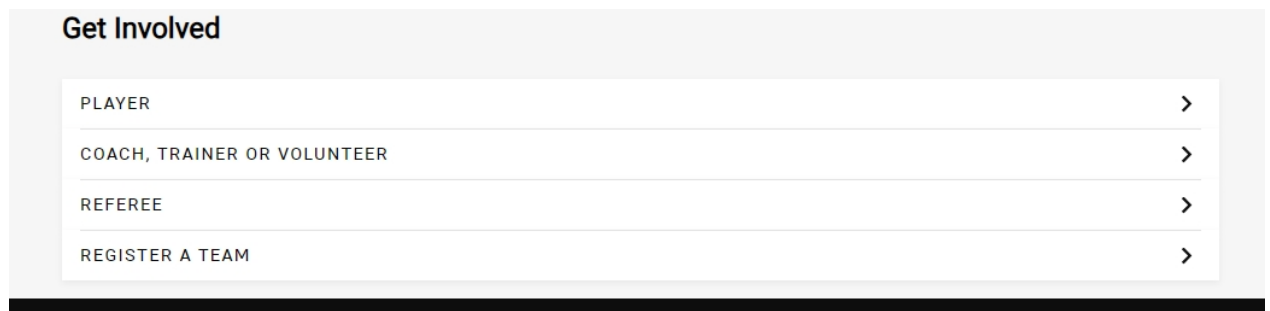 Get Involved
PLAYER
COACH, TRAINER OR VOLUNTEER
REFEREE
REGISTER A TEAM